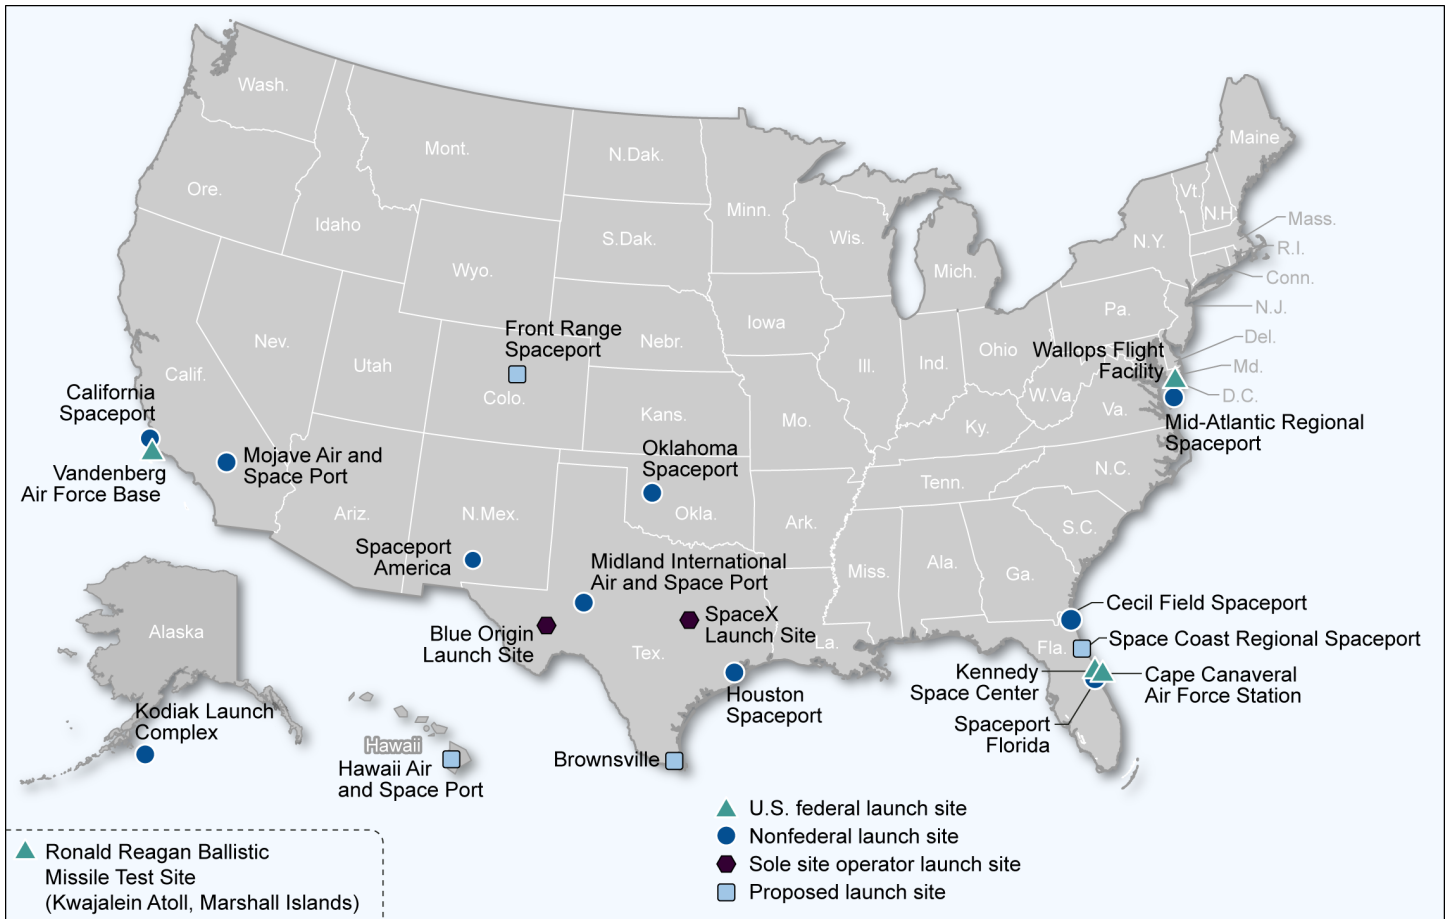 Wash.
Maine
Mont.
N.Dak.
Ore.
Minn.
Vt.
N.H.
Idaho
Mass.
S.Dak.
Wis.
N.Y.
R.I.
Wyo.
Mich.
Conn.
Pa.
N.J.
Front Range
Spaceport
Iowa
Nebr.
Nev.
Utah
Ill.
Ind.
Ohio
Wallops Flight
Facility
Del.
Md.
Calif.
Colo.
D.C.
California
Spaceport
W.Va.
Va.
Kans.
Mo.
Ky.
Mid-Atlantic Regional
Spaceport
Oklahoma
Spaceport
Mojave Air and
Space Port
Vandenberg
Air Force Base
N.C.
Tenn.
Ariz.
N.Mex.
Okla.
Ark.
S.C.
Spaceport
America
Midland International
Air and Space Port
Miss.
Ala.
Ga.
Cecil Field Spaceport
SpaceX
Launch Site
Blue Origin
Launch Site
Alaska
Tex.
La.
Fla.
Space Coast Regional Spaceport
Kennedy
Space Center
Cape Canaveral
Air Force Station
Houston
Spaceport
Spaceport
Florida
Kodiak Launch
Complex
Hawaii
Hawaii Air
and Space Port
Brownsville
U.S. federal launch site
Nonfederal launch site
Sole site operator launch site
Proposed launch site
Ronald Reagan Ballistic
Missile Test Site
(Kwajalein Atoll, Marshall Islands)